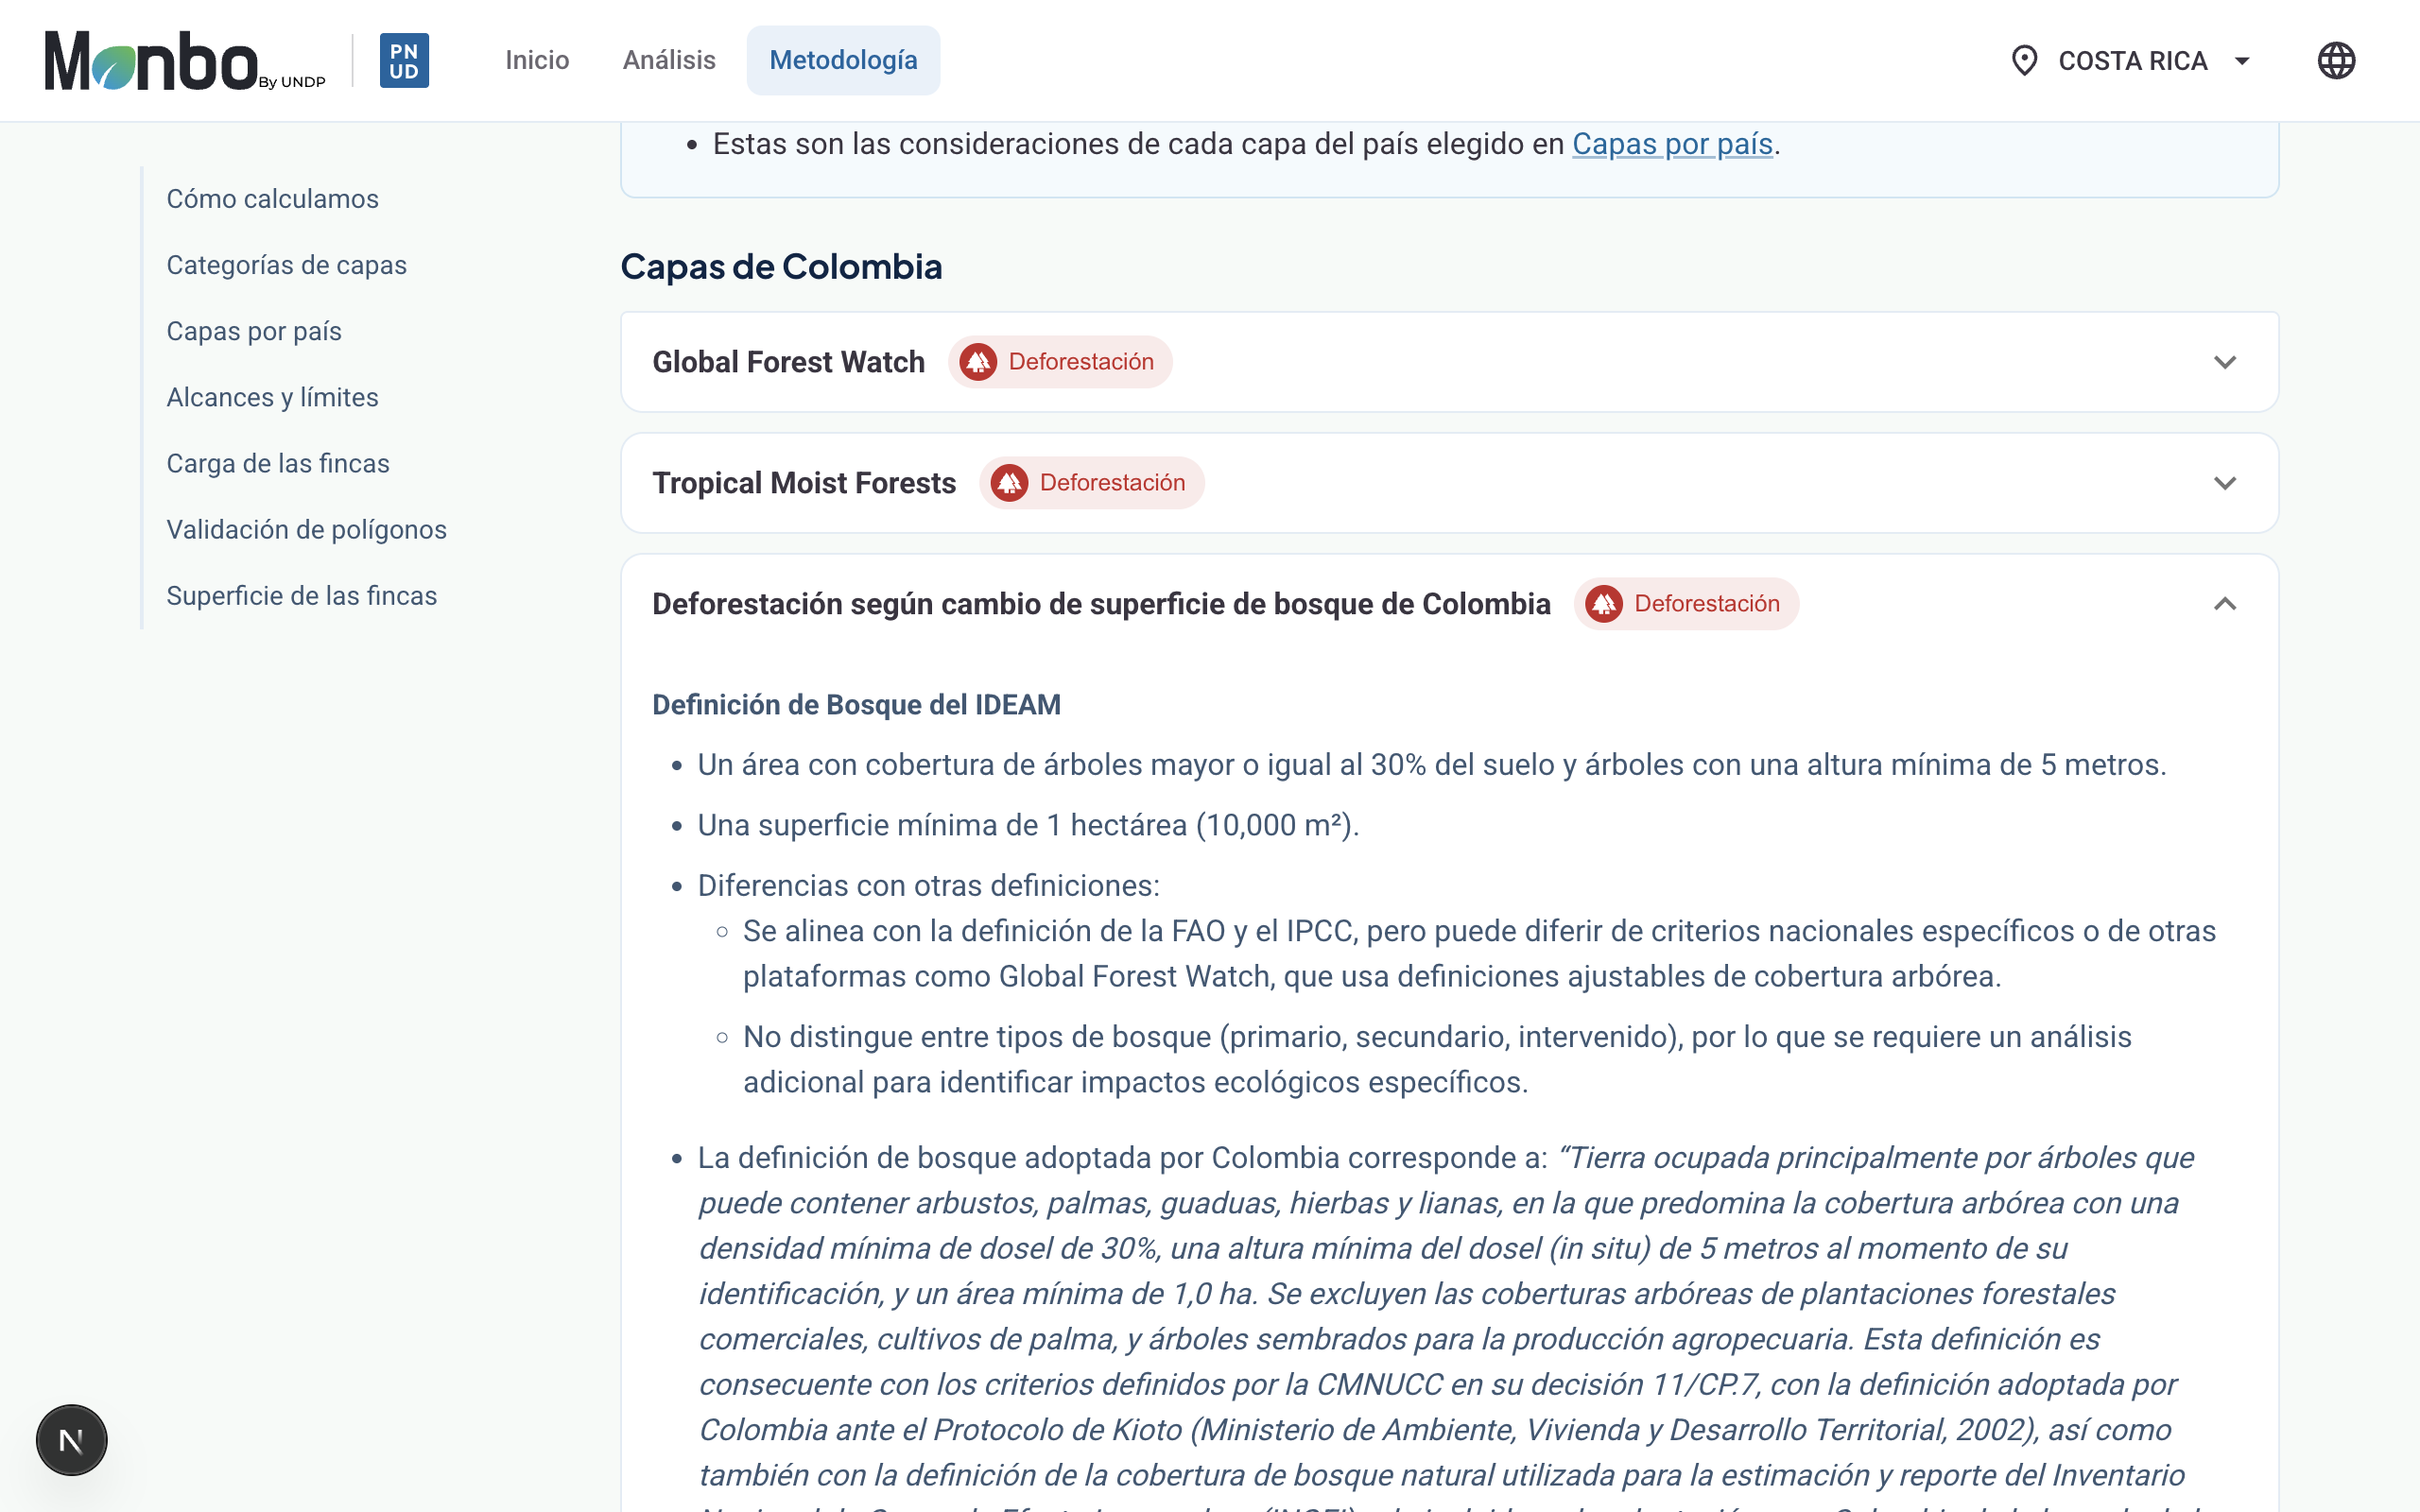 Monbo By UNDP
PN
UD
Inicio
Análisis
Metodología
COSTA RICA
Cómo calculamos
Categorías de capas
Capas por país
Alcances y límites
Carga de las fincas
Validación de polígonos
Superficie de las fincas
• Estas son las consideraciones de cada capa del país elegido en Capas por país.
Capas de Colombia
Global Forest Watch Deforestación
Tropical Moist Forests Deforestación
Deforestación según cambio de superficie de bosque de Colombia Deforestación
Definición de Bosque del IDEAM
• Un área con cobertura de árboles mayor o igual al 30% del suelo y árboles con una altura mínima de 5 metros.
• Una superficie mínima de 1 hectárea (10,000 m²).
• Diferencias con otras definiciones:
◦ Se alinea con la definición de la FAO y el IPCC, pero puede diferir de criterios nacionales específicos o de otras
plataformas como Global Forest Watch, que usa definiciones ajustables de cobertura arbórea.
◦ No distingue entre tipos de bosque (primario, secundario, intervenido), por lo que se requiere un análisis
adicional para identificar impactos ecológicos específicos.
• La definición de bosque adoptada por Colombia corresponde a: “Tierra ocupada principalmente por árboles que
puede contener arbustos, palmas, guaduas, hierbas y lianas, en la que predomina la cobertura arbórea con una
densidad mínima de dosel de 30%, una altura mínima del dosel (in situ) de 5 metros al momento de su
identificación, y un área mínima de 1,0 ha. Se excluyen las coberturas arbóreas de plantaciones forestales
comerciales, cultivos de palma, y árboles sembrados para la producción agropecuaria. Esta definición es
consecuente con los criterios definidos por la CMNUCC en su decisión 11/CP.7, con la definición adoptada por
Colombia ante el Protocolo de Kioto (Ministerio de Ambiente, Vivienda y Desarrollo Territorial, 2002), así como
también con la definición de la cobertura de bosque natural utilizada para la estimación y reporte del Inventario
N